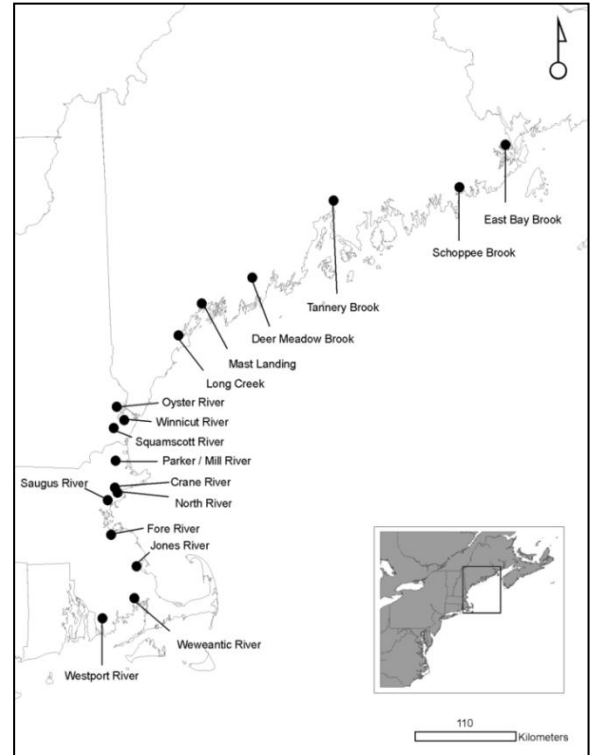 East Bay Brook
Schoppee Brook
Tannery Brook
Deer Meadow Brook
Mast Landing
Long Creek
Oyster River
Winnicut River
Squamscott River
Parker / Mill River
Crane River
Saugus River
North River
Fore River
Jones River
Weweantic River
Westport River
110
Kilometers